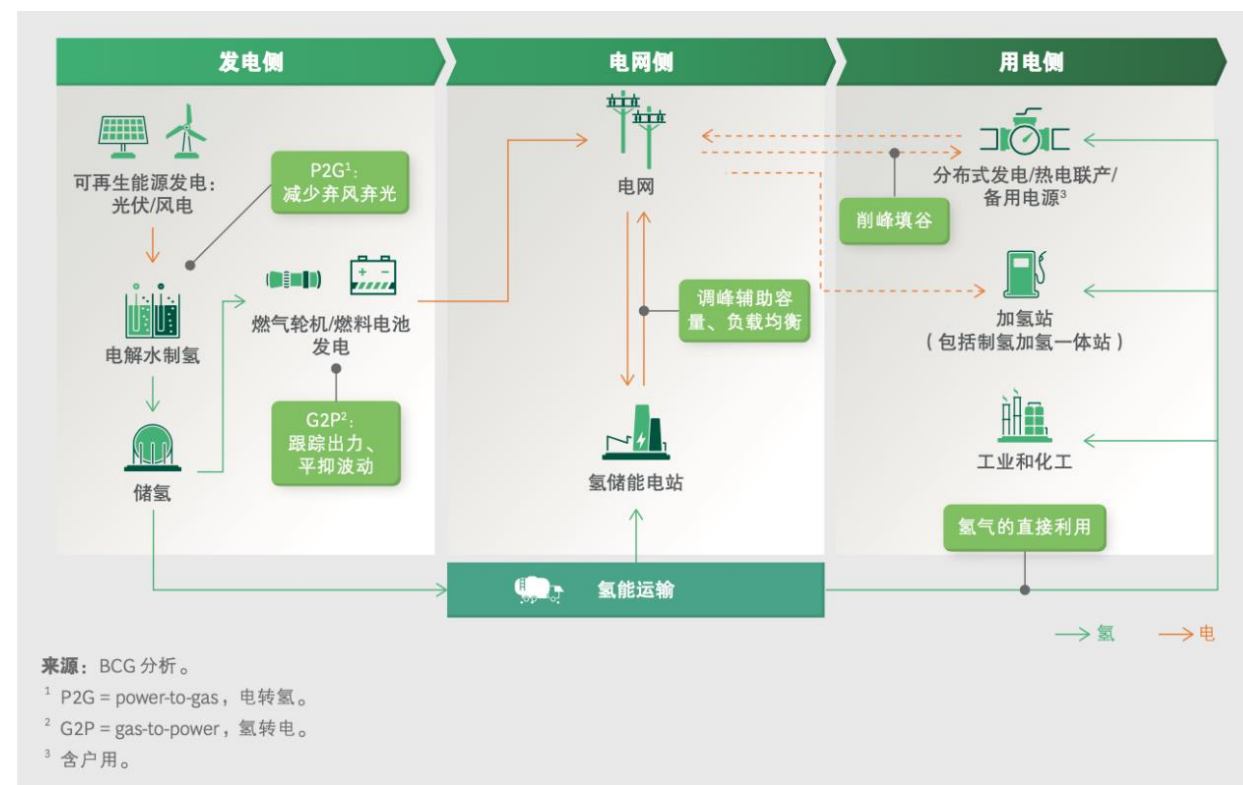 发电侧
电网侧
用电侧
可再生能源发电：
光伏/风电
P2G¹：
减少弃风弃光
电解水制氢
燃气轮机/燃料电池
发电
G2P²：
跟踪出力、
平抑波动
储氢
电网
调峰辅助容
量、负载均衡
氢储能电站
氢能运输
分布式发电/热电联产/
备用电源³
削峰填谷
加氢站
（包括制氢加氢一体站）
工业和化工
氢气的直接利用
氢
电
来源：BCG 分析。
¹ P2G = power-to-gas，电转氢。
² G2P = gas-to-power，氢转电。
³ 含户用。